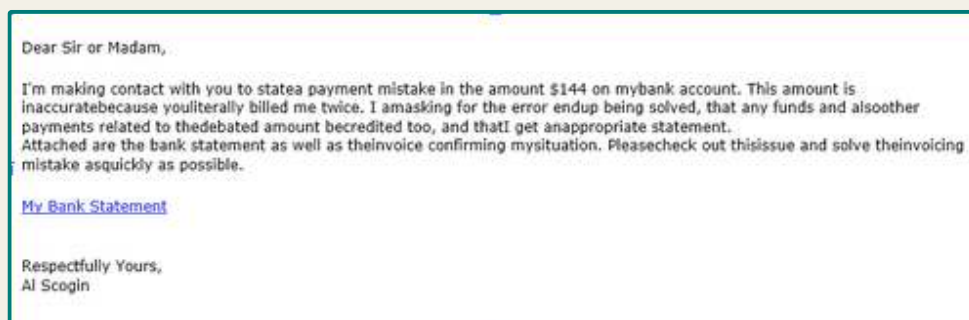 Dear Sir or Madam,
I'm making contact with you to statea payment mistake in the amount $144 on mybank account. This amount is
inaccuratebecause youliterally billed me twice. I amasking for the error endup being solved, that any funds and alsoother
payments related to thedebated amount becredited too, and thatI get anappropriate statement.
Attached are the bank statement as well as theinvoice confirming mysituation. Pleasecheck out thisissue and solve theinvoicing
mistake asquickly as possible.
My Bank Statement
Respectfully Yours,
Al Scogin